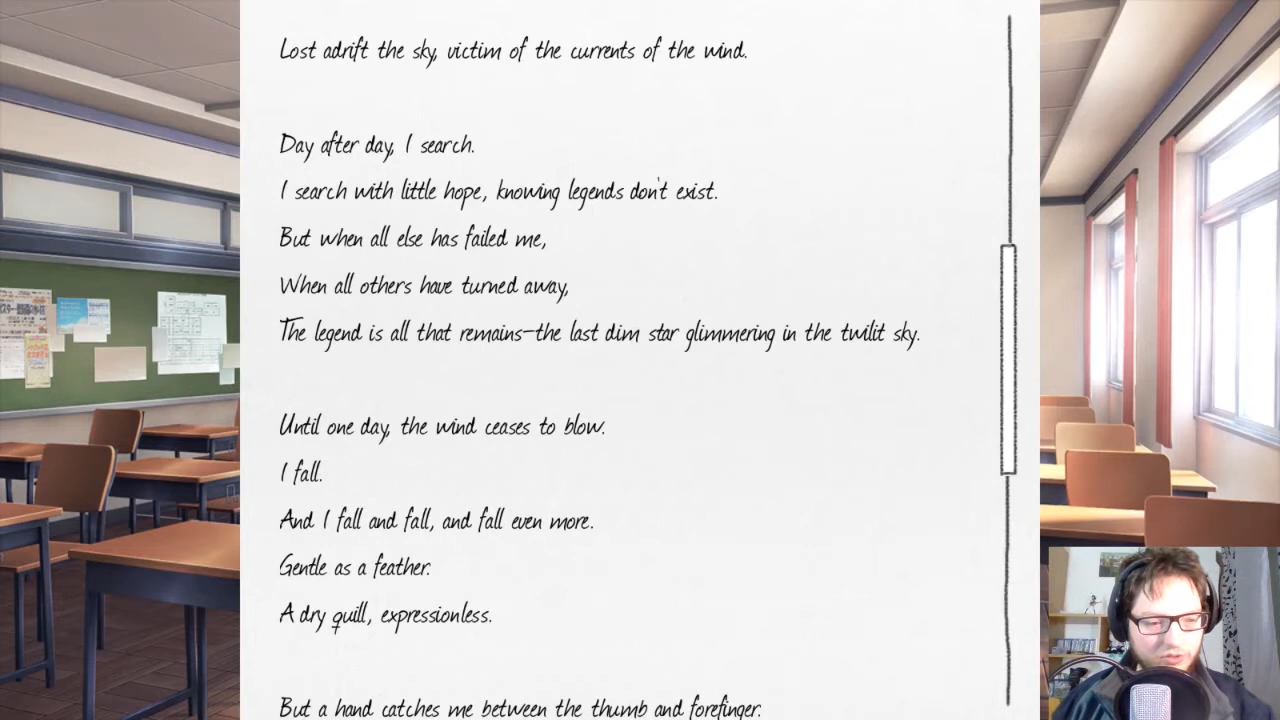 Lost adrift the sky, victim of the currents of the wind.
Day after day, I search.
I search with little hope, knowing legends don't exist.
But when all else has failed me,
When all others have turned away,
The legend is all that remains—the last dim star glimmering in the twilit sky.
Until one day, the wind ceases to blow.
I fall.
And I fall and fall, and fall even more.
Gentle as a feather.
A dry quill, expressionless.
But a hand catches me between the thumb and forefinger.